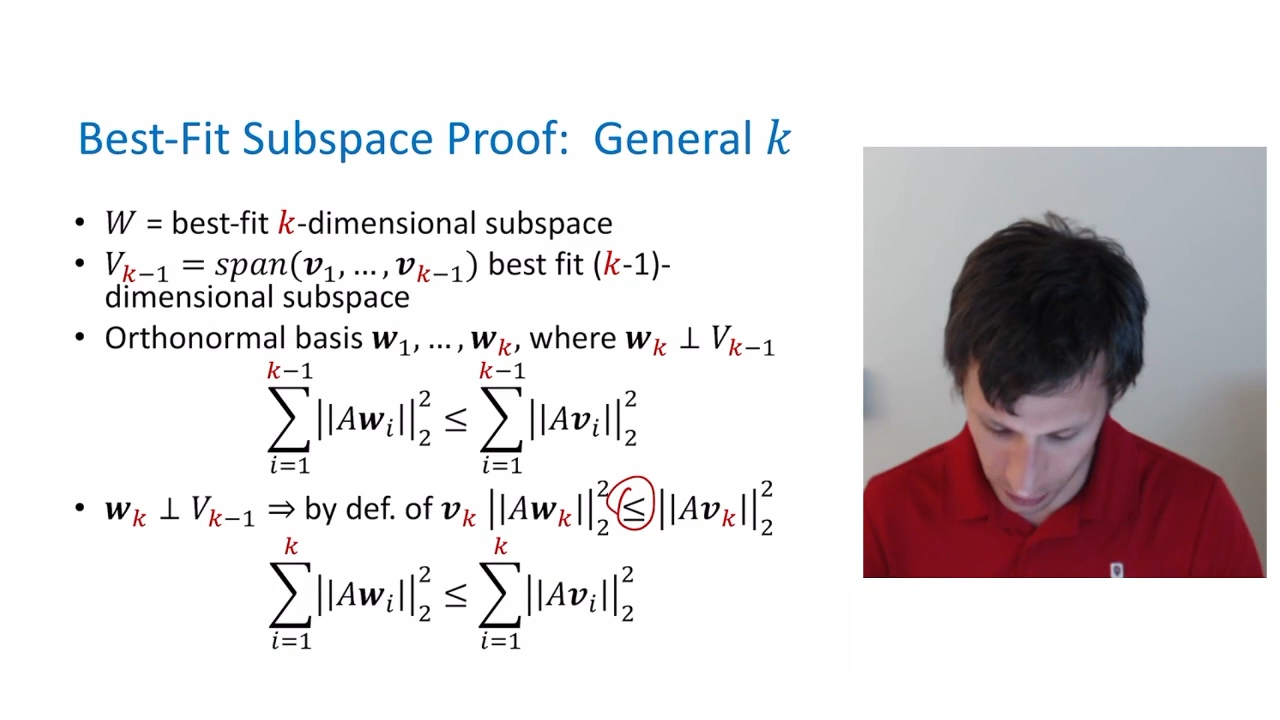 Best-Fit Subspace Proof: General k
• W = best-fit k-dimensional subspace
• V_{k−1} = span(v_1, … , v_{k−1}) best fit (k-1)-
dimensional subspace
• Orthonormal basis w_1, … , w_k, where w_k ⊥ V_{k−1}
∑_{i=1}^{k−1} ||Aw_i||_2^2 ≤ ∑_{i=1}^{k−1} ||Av_i||_2^2
• w_k ⊥ V_{k−1} ⇒ by def. of v_k ||Aw_k||_2^2 ≤ ||Av_k||_2^2
∑_{i=1}^{k} ||Aw_i||_2^2 ≤ ∑_{i=1}^{k} ||Av_i||_2^2